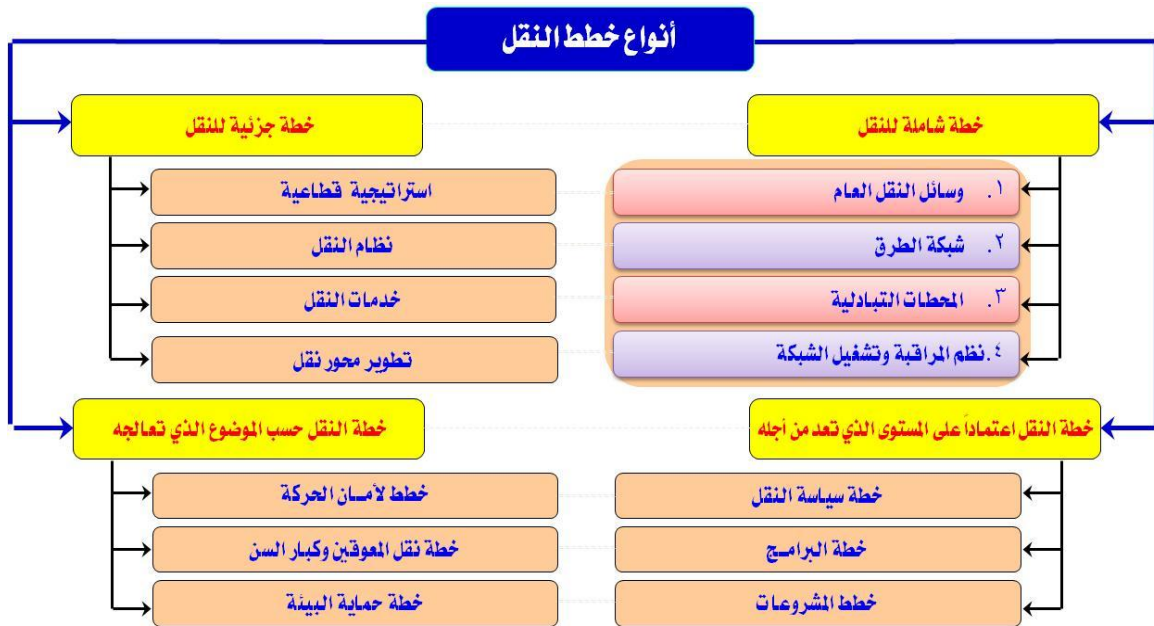 أنواع خطط النقل
خطة شاملة للنقل
١. وسائل النقل العام
٢. شبكة الطرق
٣. المحطات التبادلية
٤. نظم المراقبة وتشغيل الشبكة
خطة جزئية للنقل
استراتيجية قطاعية
نظام النقل
خدمات النقل
تطوير محور نقل
خطة النقل اعتماداً على المستوى الذي تعد من أجله
خطة سياسة النقل
خطة البرامـج
خطط المشروعات
خطة النقل حسب الموضوع الذي تعالجه
خطط لأمـان الحركة
خطة نقل المعوقين وكبار السن
خطة حماية البيئة